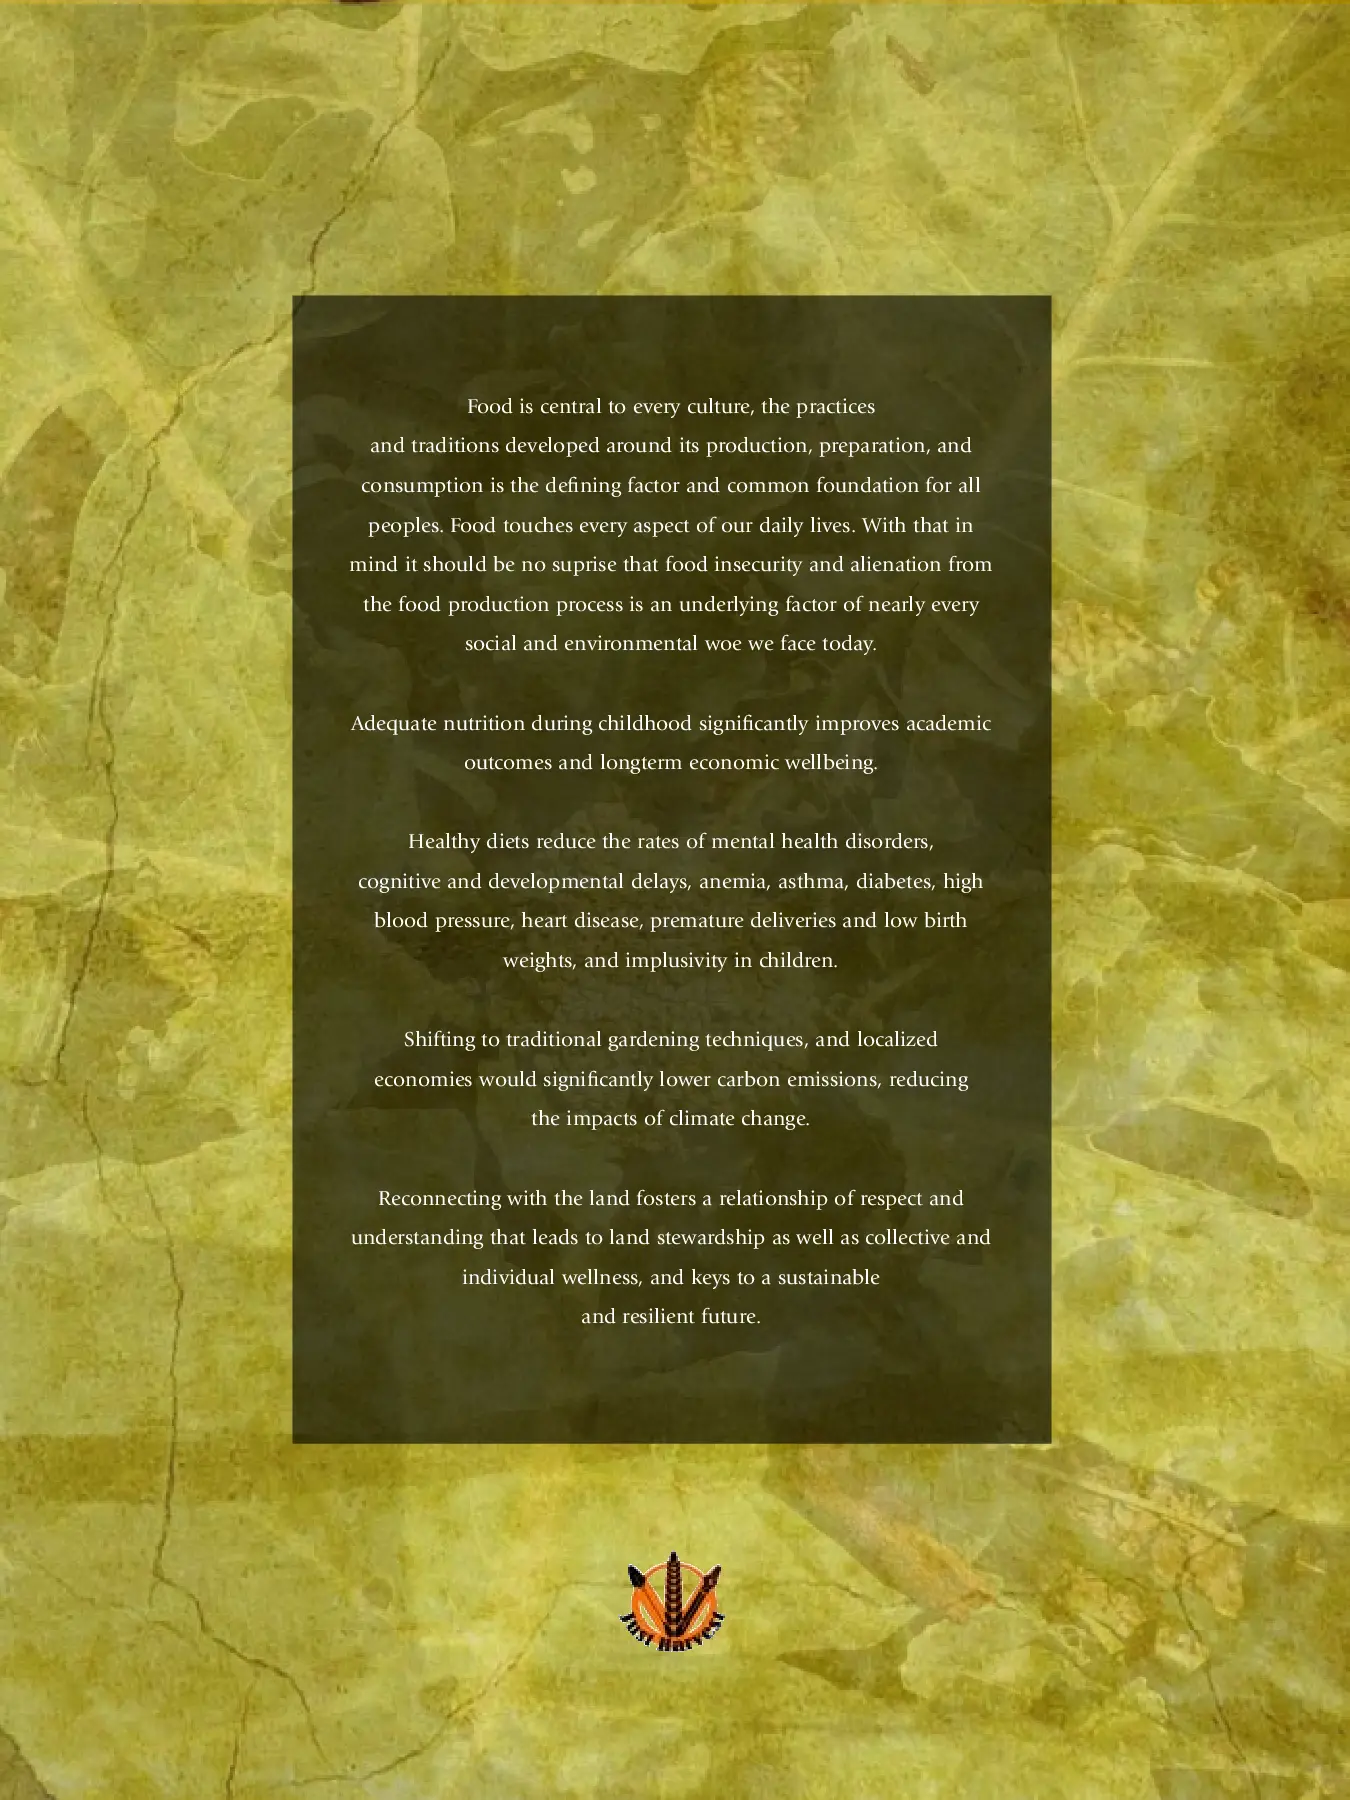 Food is central to every culture, the practices
and traditions developed around its production, preparation, and
consumption is the defining factor and common foundation for all
peoples. Food touches every aspect of our daily lives. With that in
mind it should be no suprise that food insecurity and alienation from
the food production process is an underlying factor of nearly every
social and environmental woe we face today.
Adequate nutrition during childhood significantly improves academic
outcomes and longterm economic wellbeing.
Healthy diets reduce the rates of mental health disorders,
cognitive and developmental delays, anemia, asthma, diabetes, high
blood pressure, heart disease, premature deliveries and low birth
weights, and implusivity in children.
Shifting to traditional gardening techniques, and localized
economies would significantly lower carbon emissions, reducing
the impacts of climate change.
Reconnecting with the land fosters a relationship of respect and
understanding that leads to land stewardship as well as collective and
individual wellness, and keys to a sustainable
and resilient future.
Just Harvest